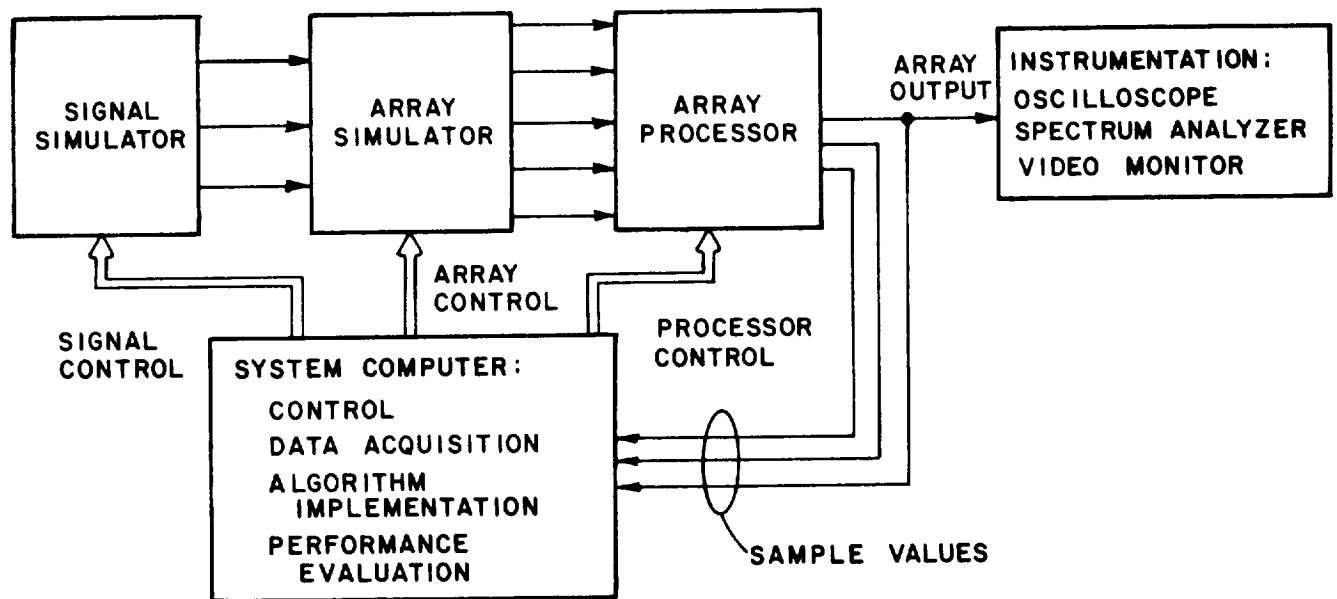 SIGNAL
SIMULATOR
ARRAY
SIMULATOR
ARRAY
PROCESSOR
ARRAY
OUTPUT
INSTRUMENTATION:
OSCILLOSCOPE
SPECTRUM ANALYZER
VIDEO MONITOR
SIGNAL
CONTROL
ARRAY
CONTROL
PROCESSOR
CONTROL
SYSTEM COMPUTER:
CONTROL
DATA ACQUISITION
ALGORITHM
IMPLEMENTATION
PERFORMANCE
EVALUATION
SAMPLE VALUES